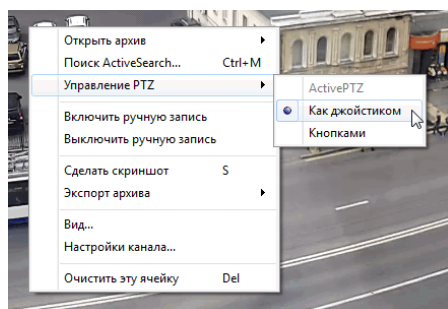 Открыть архив
Поиск ActiveSearch... Ctrl+M
Управление PTZ
ActivePTZ
Как джойстиком
Кнопками
Включить ручную запись
Выключить ручную запись
Сделать скриншот S
Экспорт архива
Вид...
Настройки канала...
Очистить эту ячейку Del